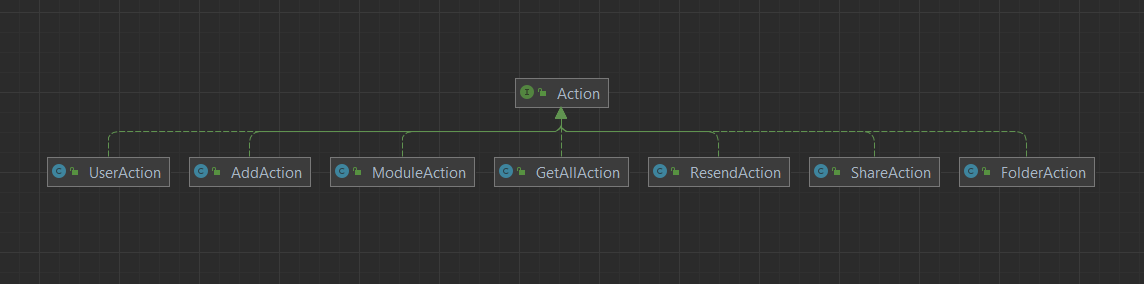 Action
UserAction
AddAction
ModuleAction
GetAllAction
ResendAction
ShareAction
FolderAction